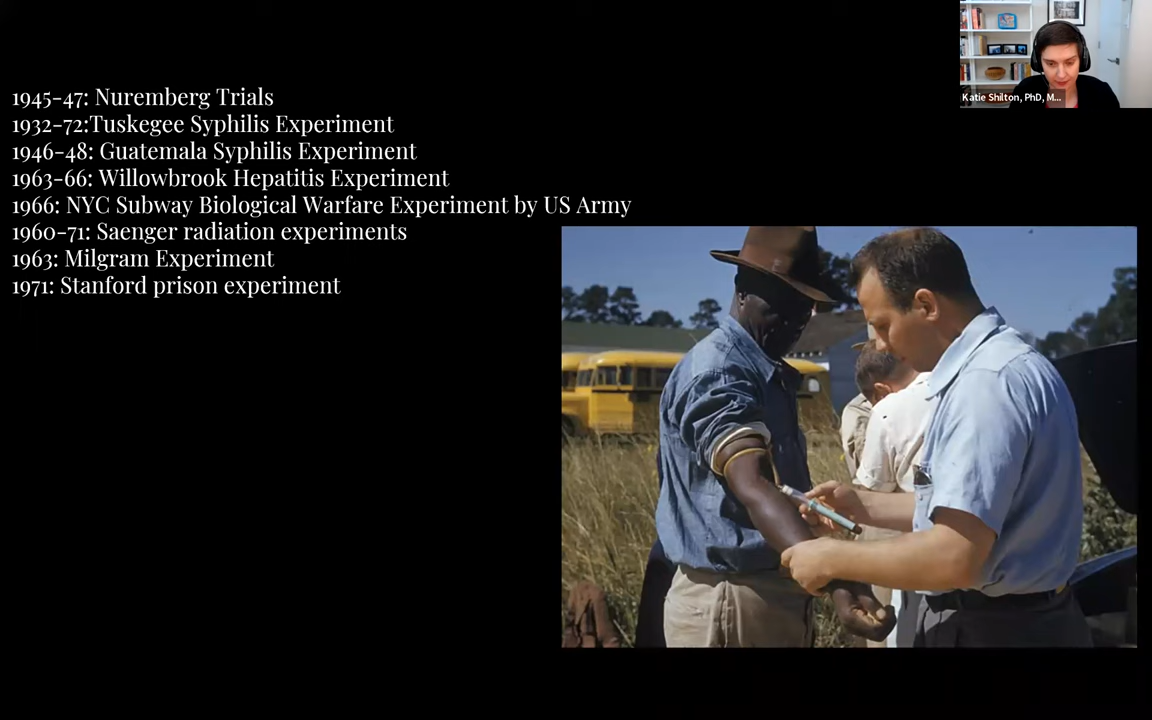 1945-47: Nuremberg Trials
1932-72:Tuskegee Syphilis Experiment
1946-48: Guatemala Syphilis Experiment
1963-66: Willowbrook Hepatitis Experiment
1966: NYC Subway Biological Warfare Experiment by US Army
1960-71: Saenger radiation experiments
1963: Milgram Experiment
1971: Stanford prison experiment
Katie Shilton, PhD, M...